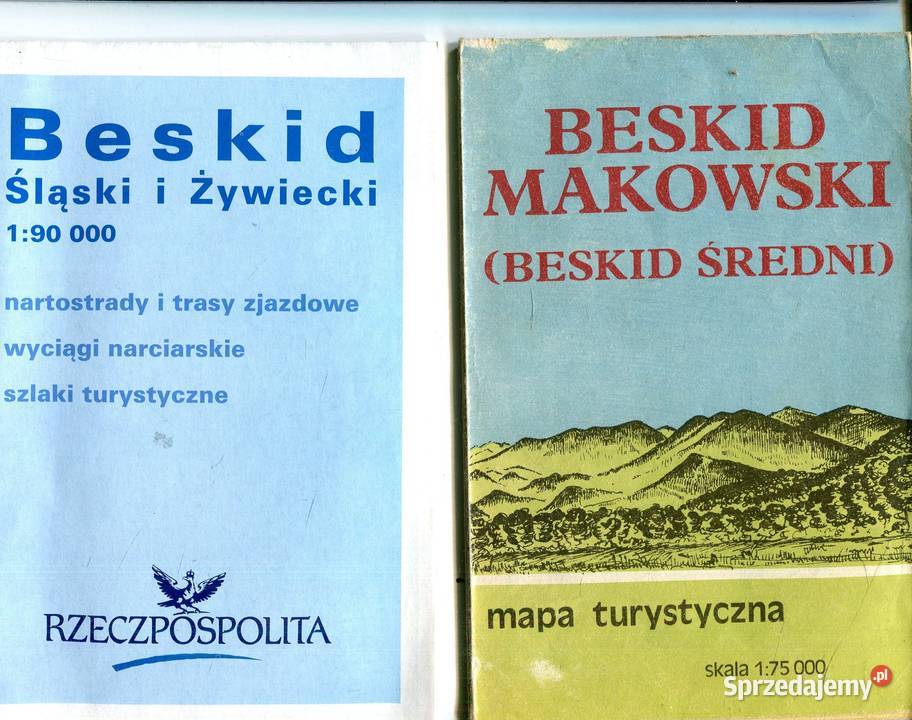 Beskid
Śląski i Żywiecki
1:90 000
nartostrady i trasy zjazdowe
wyciągi narciarskie
szlaki turystyczne
RZECZPOSPOLITA
BESKID
MAKOWSKI
(BESKID ŚREDNI)
mapa turystyczna
skala 1:75 000
Sprzedajemy.pl